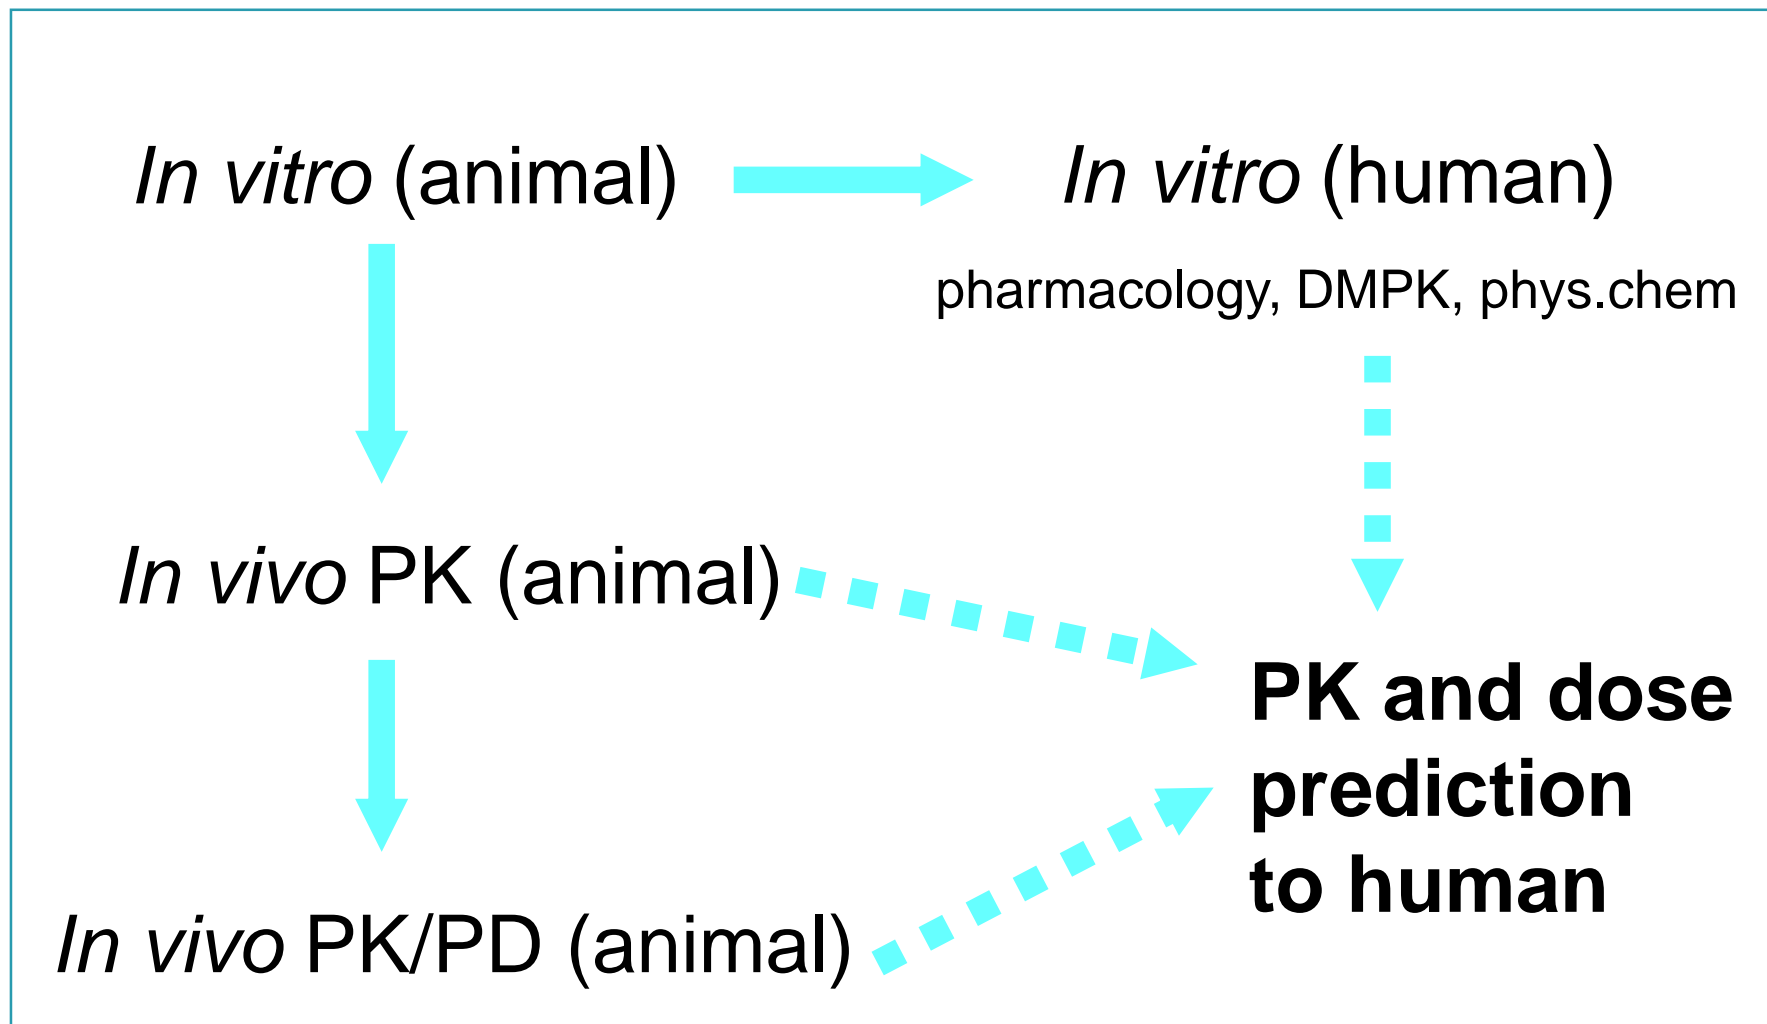 In vitro (animal)
In vitro (human)
pharmacology, DMPK, phys.chem
In vivo PK (animal)
PK and dose
prediction
to human
In vivo PK/PD (animal)